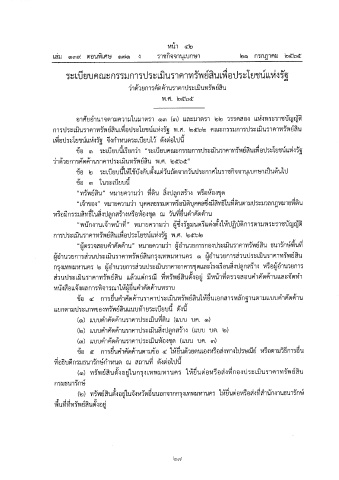 หน้า ๔๒
เล่ม ๑๓๙ ตอนพิเศษ ๑๗๑ ง ราชกิจจานุเบกษา ๒๑ กรกฎาคม ๒๕๖๕
ระเบียบคณะกรรมการประเมินราคาทรัพย์สินเพื่อประโยชน์แห่งรัฐ
ว่าด้วยการคัดค้านราคาประเมินทรัพย์สิน
พ.ศ. ๒๕๖๕
อาศัยอำนาจตามความในมาตรา ๑๓ (๓) และมาตรา ๒๒ วรรคสอง แห่งพระราชบัญญัติ
การประเมินราคาทรัพย์สินเพื่อประโยชน์แห่งรัฐ พ.ศ. ๒๕๖๒ คณะกรรมการประเมินราคาทรัพย์สิน
เพื่อประโยชน์แห่งรัฐ จึงกำหนดระเบียบไว้ ดังต่อไปนี้
ข้อ ๑ ระเบียบนี้เรียกว่า “ระเบียบคณะกรรมการประเมินราคาทรัพย์สินเพื่อประโยชน์แห่งรัฐ
ว่าด้วยการคัดค้านราคาประเมินทรัพย์สิน พ.ศ. ๒๕๖๕”
ข้อ ๒ ระเบียบนี้ให้ใช้บังคับตั้งแต่วันถัดจากวันประกาศในราชกิจจานุเบกษาเป็นต้นไป
ข้อ ๓ ในระเบียบนี้
“ทรัพย์สิน” หมายความว่า ที่ดิน สิ่งปลูกสร้าง หรือห้องชุด
“เจ้าของ” หมายความว่า บุคคลธรรมดาหรือนิติบุคคลซึ่งมีสิทธิในที่ดินตามประมวลกฎหมายที่ดิน
หรือมีกรรมสิทธิ์ในสิ่งปลูกสร้างหรือห้องชุด ณ วันที่ยื่นคำคัดค้าน
“พนักงานเจ้าหน้าที่” หมายความว่า ผู้ซึ่งรัฐมนตรีแต่งตั้งให้ปฏิบัติการตามพระราชบัญญัติ
การประเมินราคาทรัพย์สินเพื่อประโยชน์แห่งรัฐ พ.ศ. ๒๕๖๒
“ผู้ตรวจสอบคำคัดค้าน” หมายความว่า ผู้อำนวยการกองประเมินราคาทรัพย์สิน ธนารักษ์พื้นที่
ผู้อำนวยการส่วนประเมินราคาทรัพย์สินกรุงเทพมหานคร ๑ ผู้อำนวยการส่วนประเมินราคาทรัพย์สิน
กรุงเทพมหานคร ๒ ผู้อำนวยการส่วนประเมินราคาอาคารชุดและโรงเรือนสิ่งปลูกสร้าง หรือผู้อำนวยการ
ส่วนประเมินราคาทรัพย์สิน แล้วแต่กรณี ที่ทรัพย์สินตั้งอยู่ มีหน้าที่ตรวจสอบคำคัดค้านและจัดทำ
หนังสือแจ้งผลการพิจารณาให้ผู้ยื่นคำคัดค้านทราบ
ข้อ ๔ การยื่นคำคัดค้านราคาประเมินทรัพย์สินให้ยื่นเอกสารหลักฐานตามแบบคำคัดค้าน
แยกตามประเภทของทรัพย์สินแนบท้ายระเบียบนี้ ดังนี้
(๑) แบบคำคัดค้านราคาประเมินที่ดิน (แบบ บค. ๑)
(๒) แบบคำคัดค้านราคาประเมินสิ่งปลูกสร้าง (แบบ บค. ๒)
(๓) แบบคำคัดค้านราคาประเมินห้องชุด (แบบ บค. ๓)
ข้อ ๕ การยื่นคำคัดค้านตามข้อ ๔ ให้ยื่นด้วยตนเองหรือส่งทางไปรษณีย์ หรือตามวิธีการอื่น
ที่อธิบดีกรมธนารักษ์กำหนด ณ สถานที่ ดังต่อไปนี้
(๑) ทรัพย์สินตั้งอยู่ในกรุงเทพมหานคร ให้ยื่นต่อหรือส่งที่กองประเมินราคาทรัพย์สิน
กรมธนารักษ์
(๒) ทรัพย์สินตั้งอยู่ในจังหวัดอื่นนอกจากกรุงเทพมหานคร ให้ยื่นต่อหรือส่งที่สำนักงานธนารักษ์
พื้นที่ที่ทรัพย์สินตั้งอยู่
๒๗